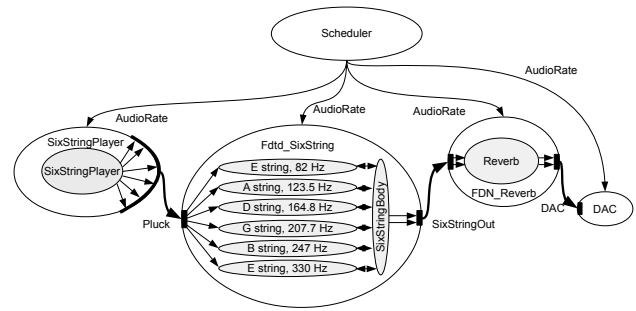 Scheduler
AudioRate
AudioRate
AudioRate
AudioRate
SixStringPlayer
SixStringPlayer
Pluck
Fdtd_SixString
E string, 82 Hz
A string, 123.5 Hz
D string, 164.8 Hz
G string, 207.7 Hz
B string, 247 Hz
E string, 330 Hz
SixStringBody
SixStringOut
Reverb
FDN_Reverb
DAC
DAC